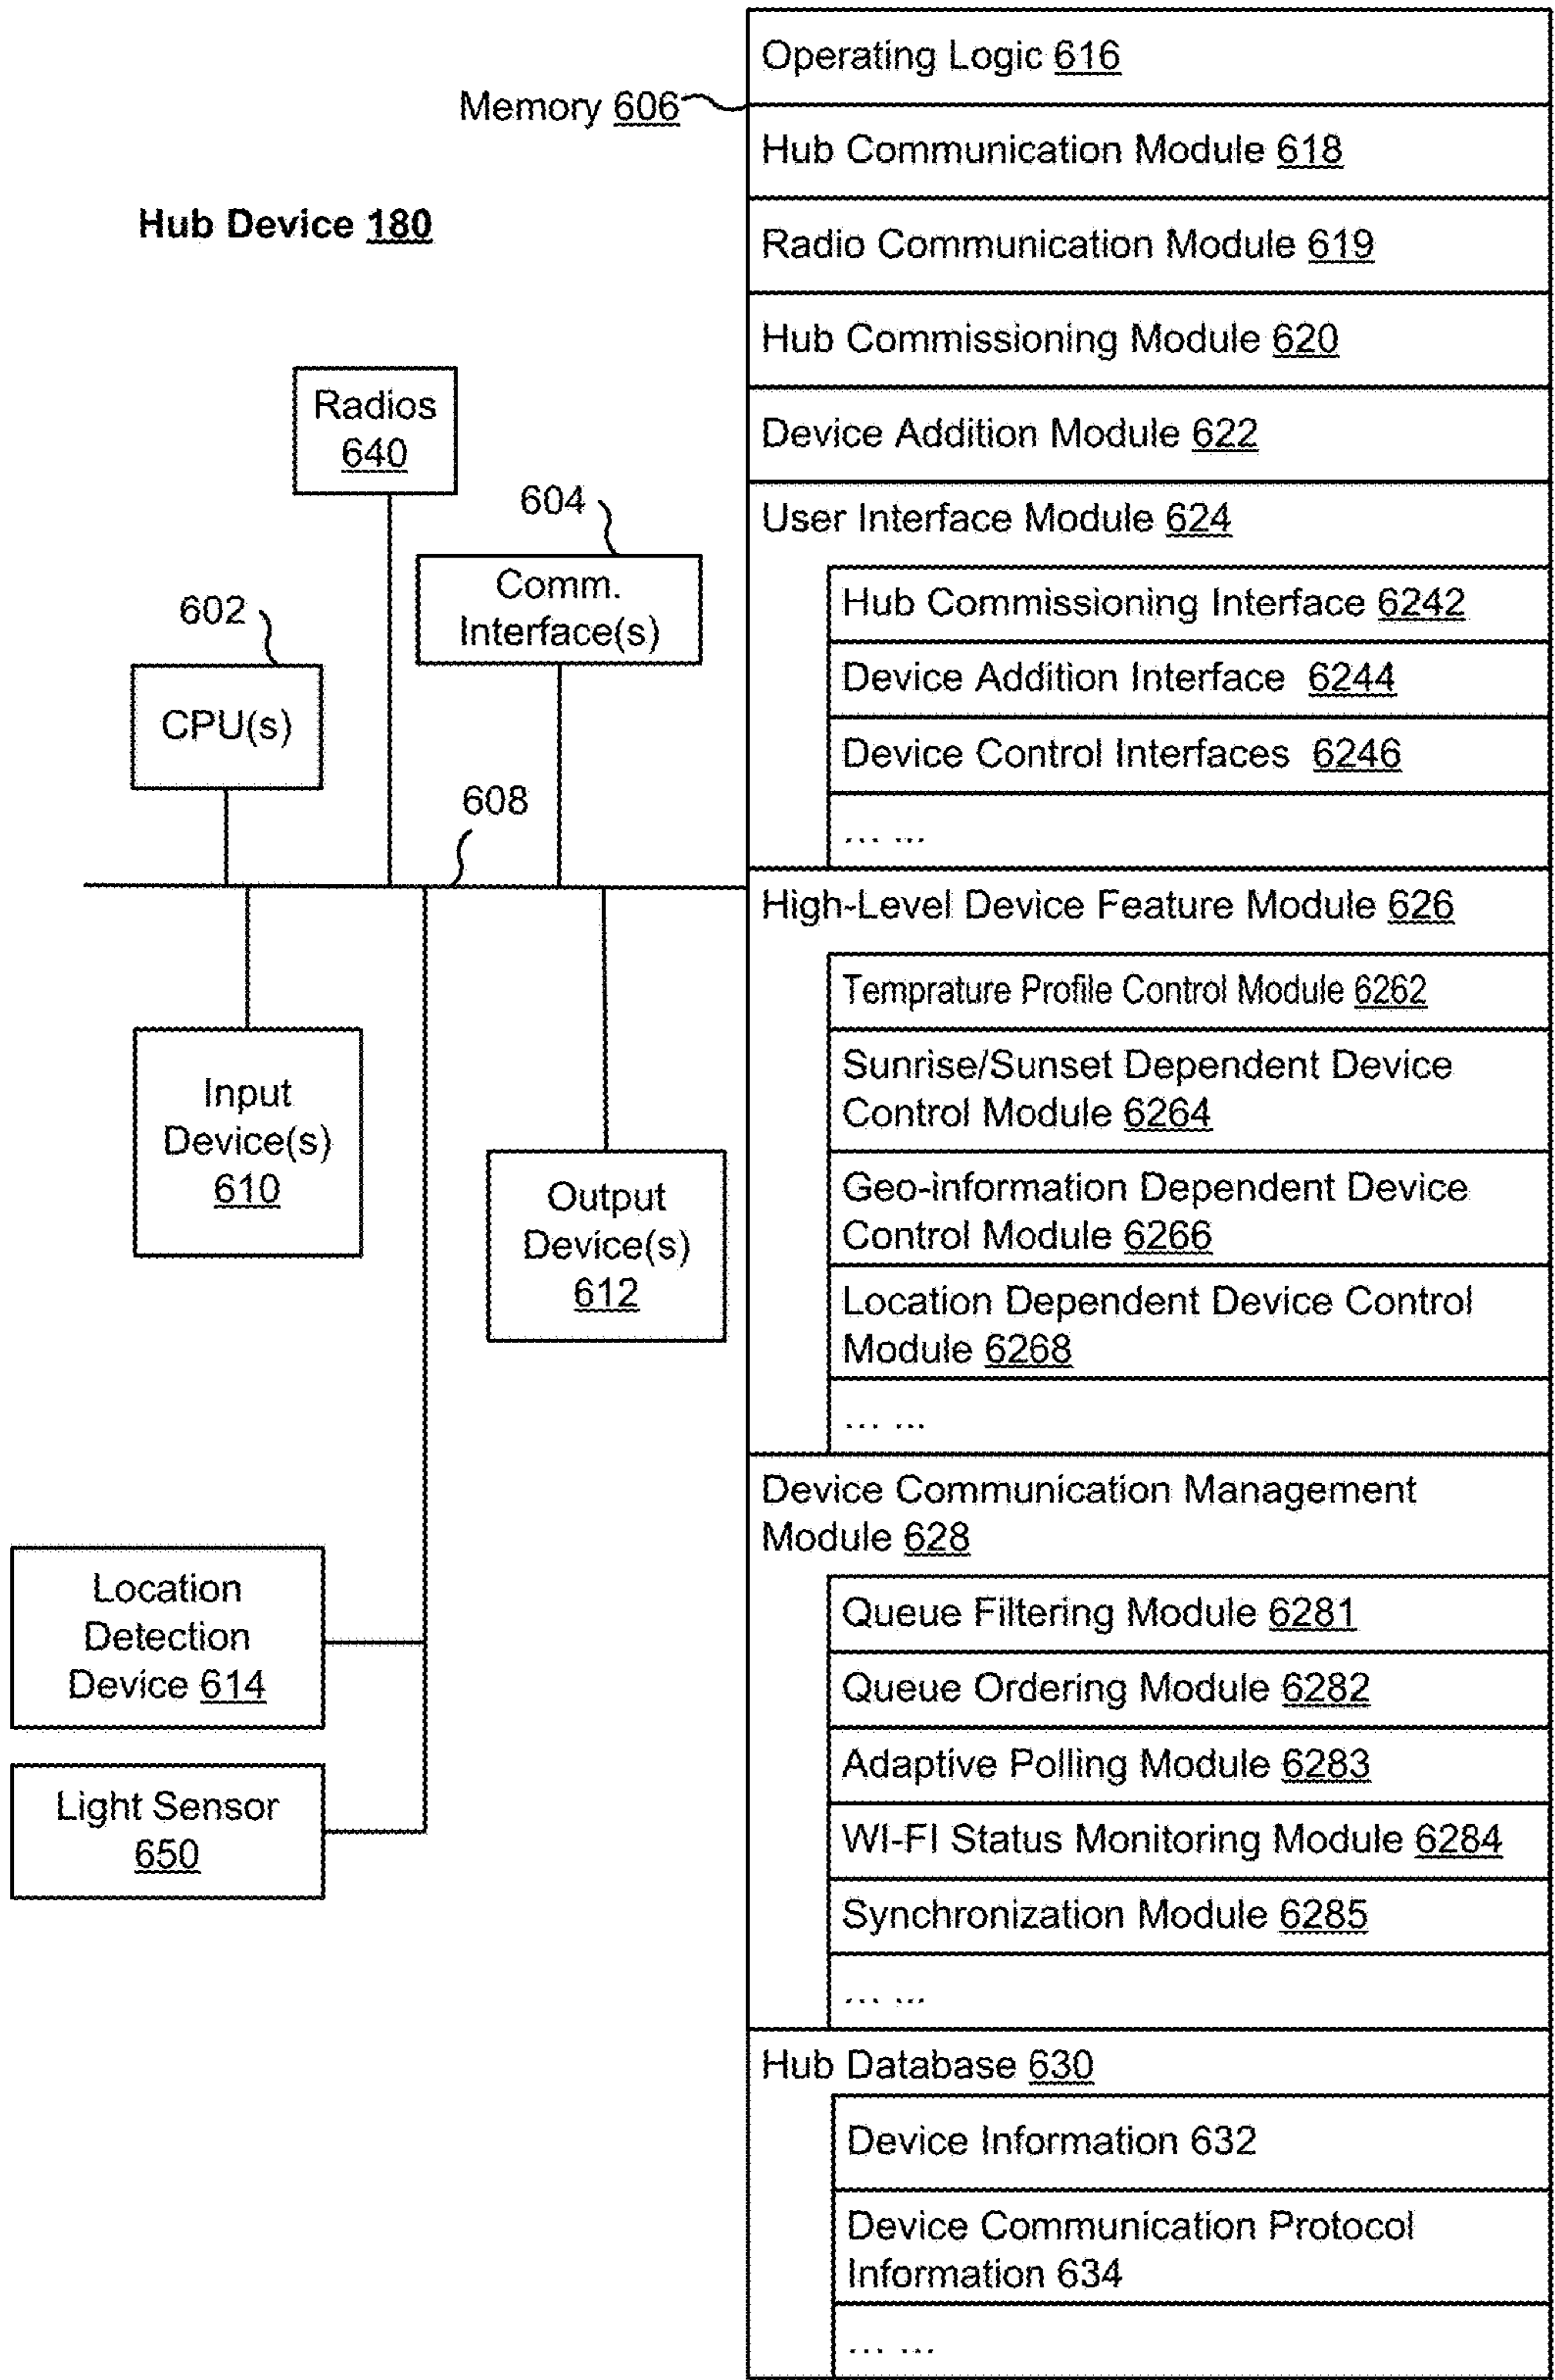 Hub Device 180
Memory 606
Radios
640
604
Comm.
Interface(s)
602
CPU(s)
608
Input
Device(s)
610
Output
Device(s)
612
Location
Detection
Device 614
Light Sensor
650
Operating Logic 616
Hub Communication Module 618
Radio Communication Module 619
Hub Commissioning Module 620
Device Addition Module 622
User Interface Module 624
Hub Commissioning Interface 6242
Device Addition Interface 6244
Device Control Interfaces 6246
... ...
High-Level Device Feature Module 626
Temprature Profile Control Module 6262
Sunrise/Sunset Dependent Device
Control Module 6264
Geo-information Dependent Device
Control Module 6266
Location Dependent Device Control
Module 6268
... ...
Device Communication Management
Module 628
Queue Filtering Module 6281
Queue Ordering Module 6282
Adaptive Polling Module 6283
WI-FI Status Monitoring Module 6284
Synchronization Module 6285
... ...
Hub Database 630
Device Information 632
Device Communication Protocol
Information 634
... ...